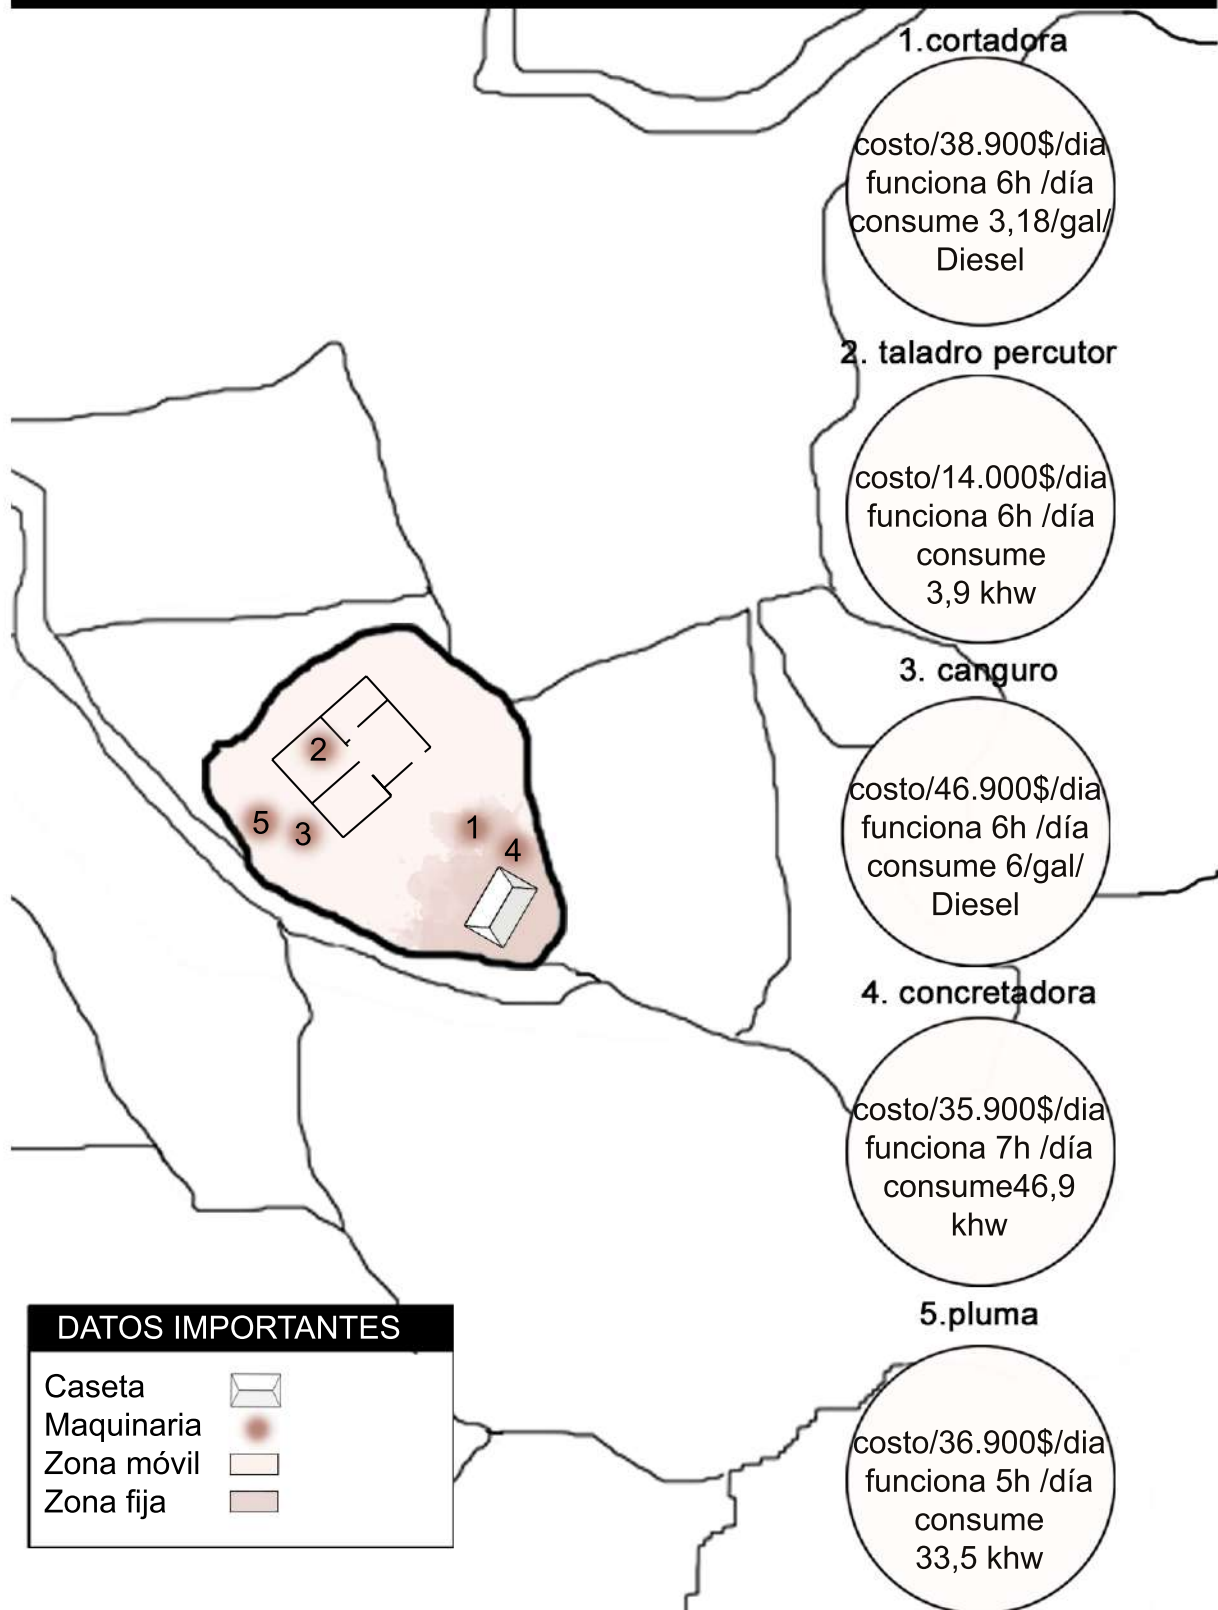 1.cortadora
costo/38.900$/dia
funciona 6h /día
consume 3,18/gal/
Diesel
2. taladro percutor
costo/14.000$/dia
funciona 6h /día
consume
3,9 khw
3. canguro
costo/46.900$/dia
funciona 6h /día
consume 6/gal/
Diesel
4. concretadora
costo/35.900$/dia
funciona 7h /día
consume46,9
khw
5.pluma
costo/36.900$/dia
funciona 5h /día
consume
33,5 khw
2
5
3
1
4
DATOS IMPORTANTES
Caseta
Maquinaria
Zona móvil
Zona fija